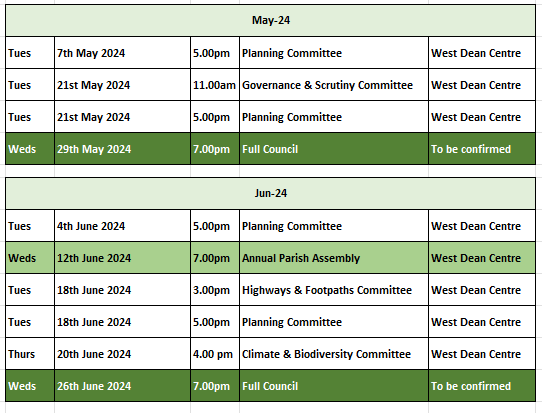 May-24
Tues 7th May 2024 5.00pm Planning Committee West Dean Centre
Tues 21st May 2024 11.00am Governance & Scrutiny Committee West Dean Centre
Tues 21st May 2024 5.00pm Planning Committee West Dean Centre
Weds 29th May 2024 7.00pm Full Council To be confirmed
Jun-24
Tues 4th June 2024 5.00pm Planning Committee West Dean Centre
Weds 12th June 2024 7.00pm Annual Parish Assembly West Dean Centre
Tues 18th June 2024 3.00pm Highways & Footpaths Committee West Dean Centre
Tues 18th June 2024 5.00pm Planning Committee West Dean Centre
Thurs 20th June 2024 4.00 pm Climate & Biodiversity Committee West Dean Centre
Weds 26th June 2024 7.00pm Full Council To be confirmed